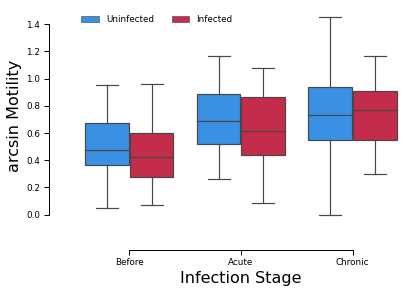 Uninfected Infected
1.4
1.2
1.0
0.8
0.6
0.4
0.2
0.0
arcsin Motility
Before Acute Chronic
Infection Stage